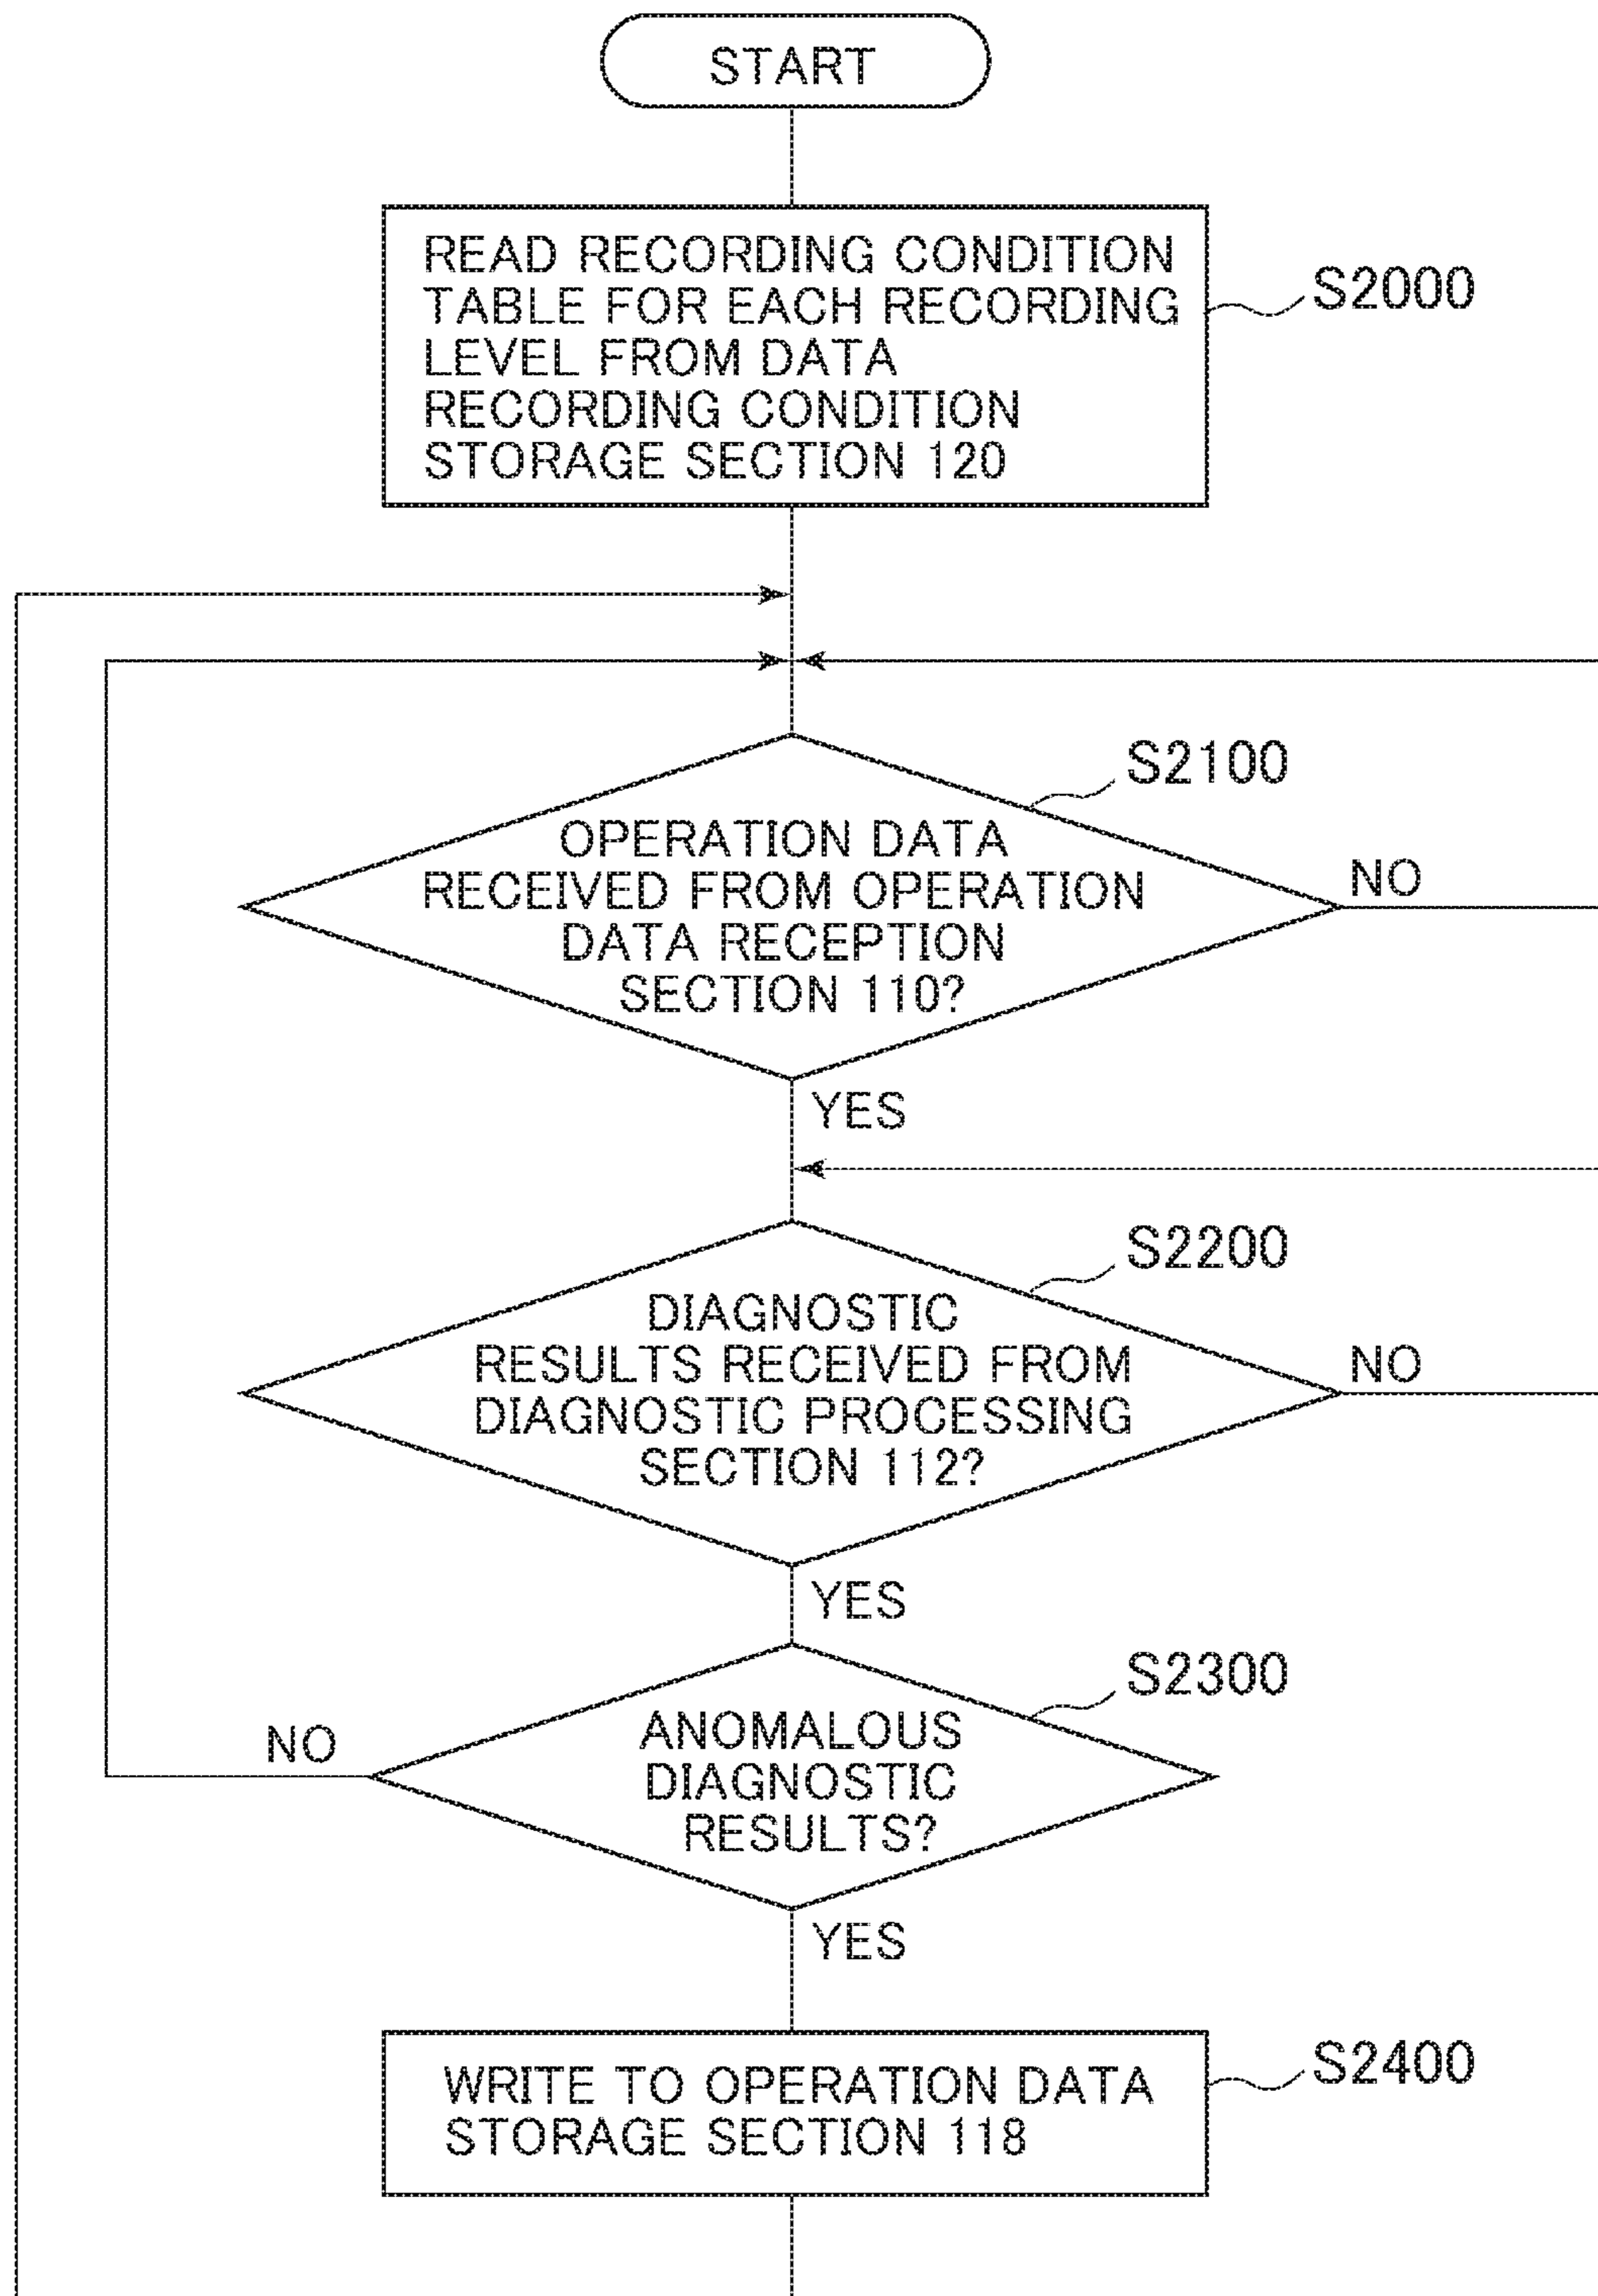 START
READ RECORDING CONDITION
TABLE FOR EACH RECORDING
LEVEL FROM DATA
RECORDING CONDITION
STORAGE SECTION 120
S2000
S2100
OPERATION DATA
RECEIVED FROM OPERATION
DATA RECEPTION
SECTION 110?
NO
YES
S2200
DIAGNOSTIC
RESULTS RECEIVED FROM
DIAGNOSTIC PROCESSING
SECTION 112?
NO
YES
S2300
ANOMALOUS
DIAGNOSTIC
RESULTS?
NO
YES
WRITE TO OPERATION DATA
STORAGE SECTION 118
S2400